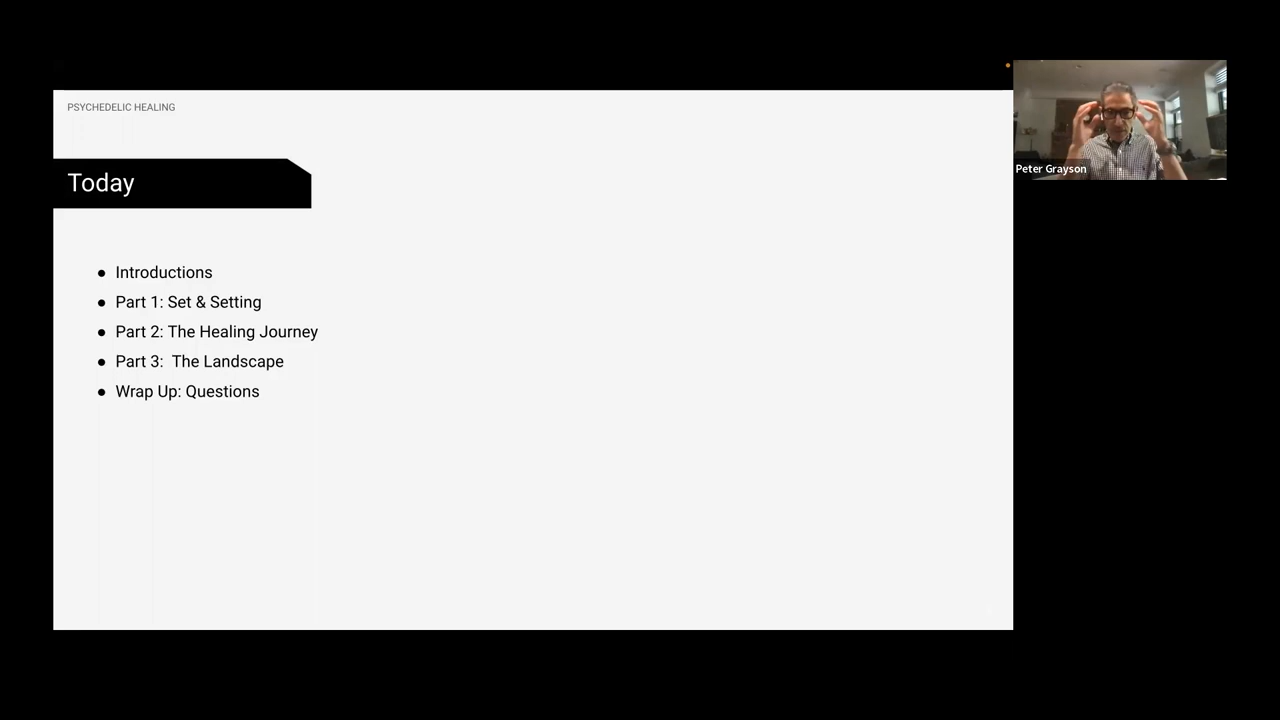 PSYCHEDELIC HEALING
Today
● Introductions
● Part 1: Set & Setting
● Part 2: The Healing Journey
● Part 3: The Landscape
● Wrap Up: Questions
Peter Grayson